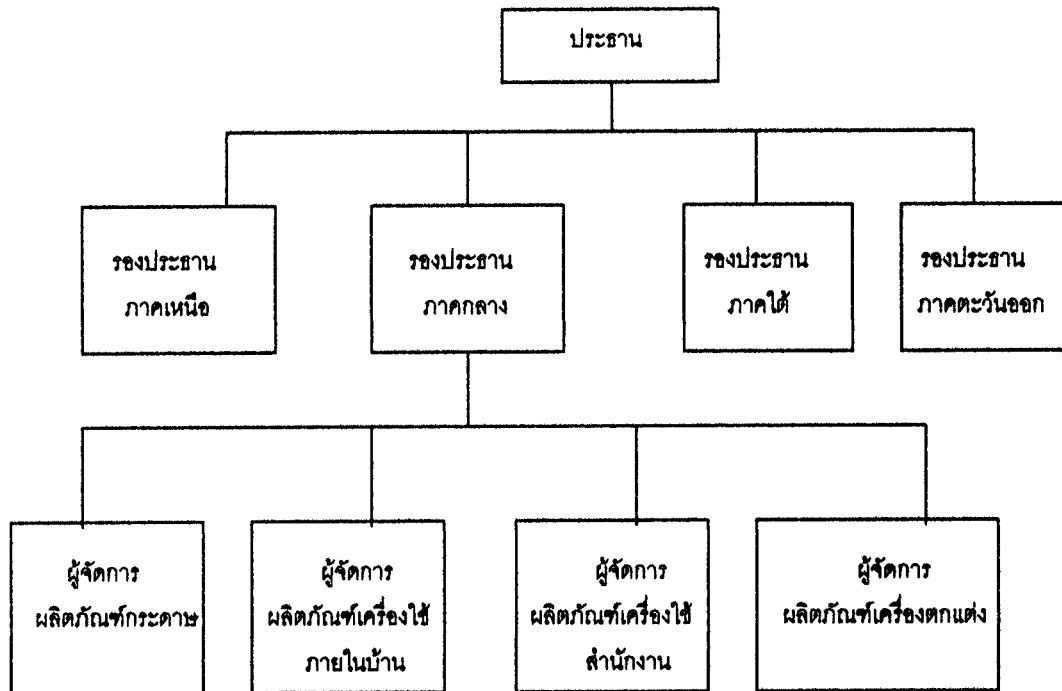 ประธาน
รองประธาน
ภาคเหนือ
รองประธาน
ภาคกลาง
รองประธาน
ภาคใต้
รองประธาน
ภาคตะวันออก
ผู้จัดการ
ผลิตภัณฑ์กระดาษ
ผู้จัดการ
ผลิตภัณฑ์เครื่องใช้
ภายในบ้าน
ผู้จัดการ
ผลิตภัณฑ์เครื่องใช้
สำนักงาน
ผู้จัดการ
ผลิตภัณฑ์เครื่องตกแต่ง